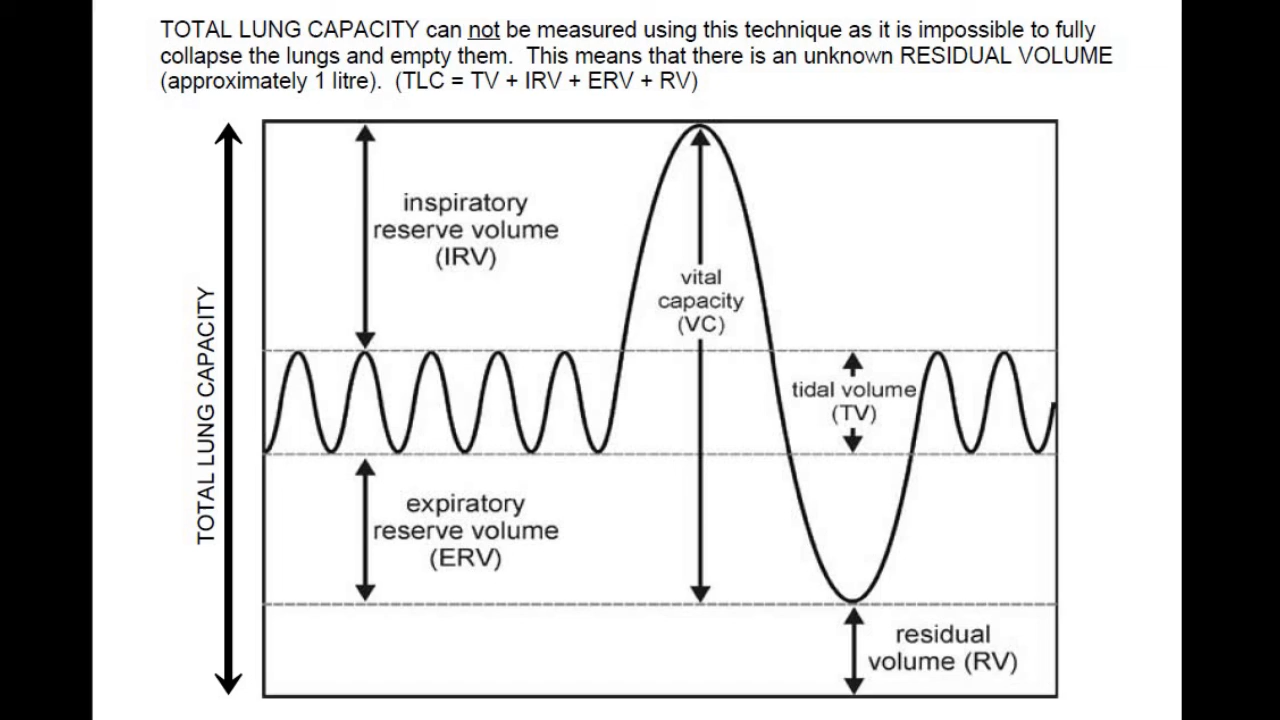 TOTAL LUNG CAPACITY can not be measured using this technique as it is impossible to fully
collapse the lungs and empty them. This means that there is an unknown RESIDUAL VOLUME
(approximately 1 litre). (TLC = TV + IRV + ERV + RV)
TOTAL LUNG CAPACITY
inspiratory
reserve volume
(IRV)
vital
capacity
(VC)
tidal volume
(TV)
expiratory
reserve volume
(ERV)
residual
volume (RV)